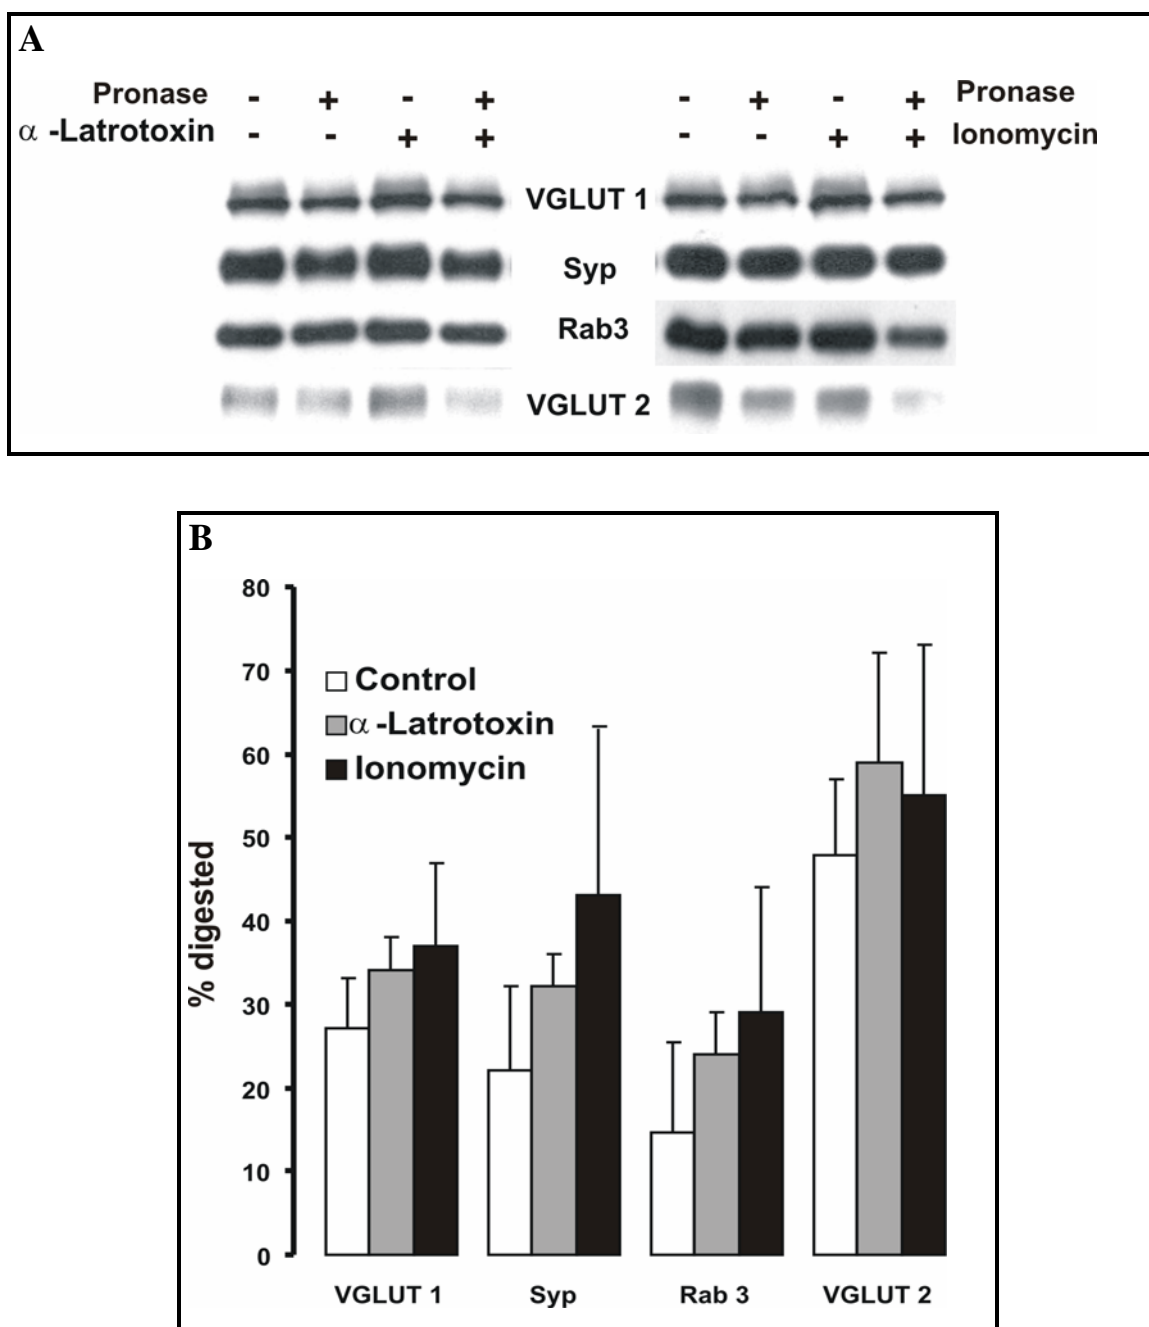 A
Pronase - + - + - + - + Pronase
α -Latrotoxin - - + + - - + + Ionomycin
VGLUT 1
Syp
Rab3
VGLUT 2
B
80
70
60
50
40
30
20
10
0
% digested
Control
α -Latrotoxin
Ionomycin
VGLUT 1 Syp Rab 3 VGLUT 2